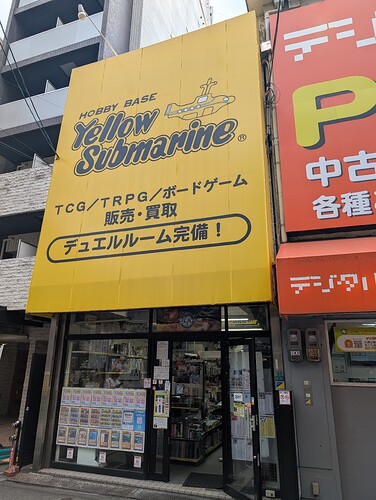 HOBBY BASE
Yellow
Submarine®
TCG/TRPG/ボードゲーム
販売・買取
デュエルルーム完備！
デジ
P
中古
各種
デジタル